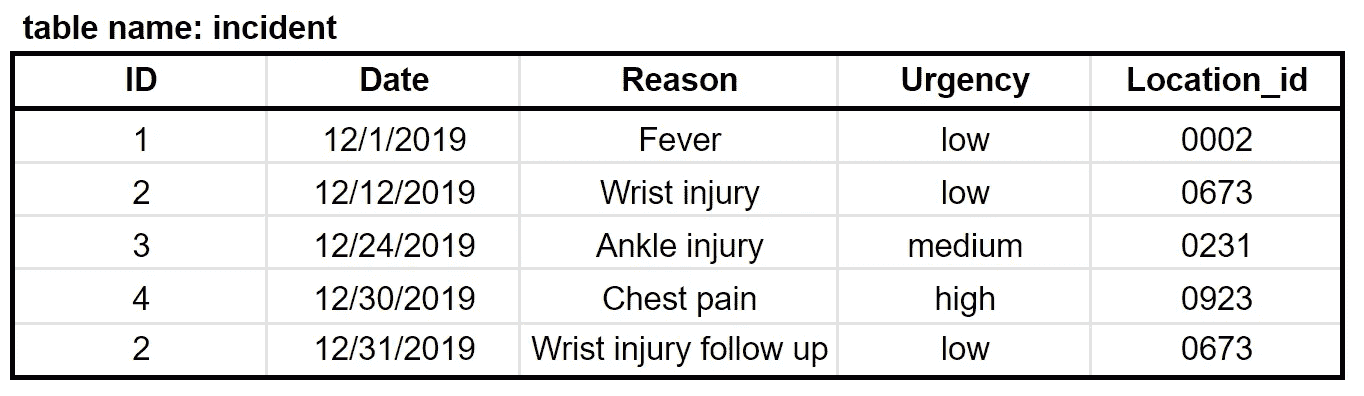 table name: incident
ID Date Reason Urgency Location_id
1 12/1/2019 Fever low 0002
2 12/12/2019 Wrist injury low 0673
3 12/24/2019 Ankle injury medium 0231
4 12/30/2019 Chest pain high 0923
2 12/31/2019 Wrist injury follow up low 0673